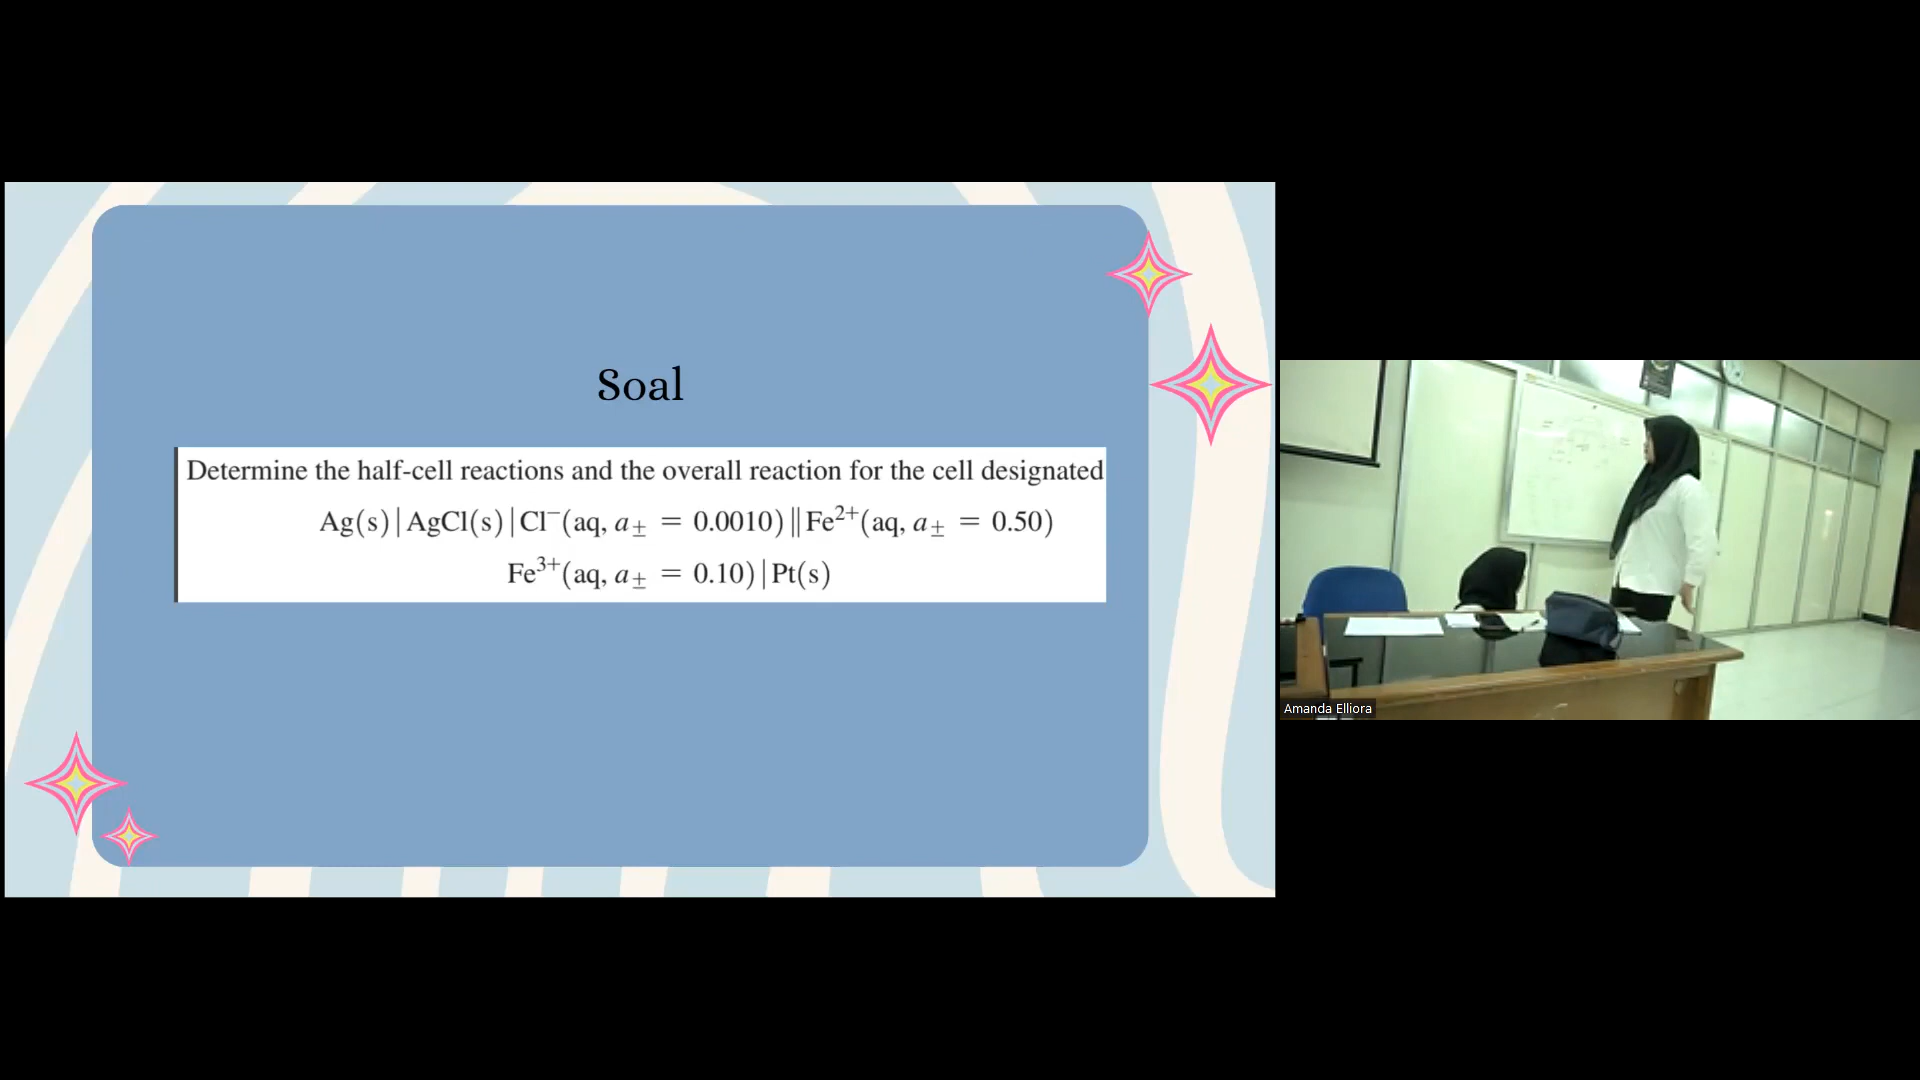 Soal
Determine the half-cell reactions and the overall reaction for the cell designated
Ag(s)|AgCl(s)|Cl⁻(aq, a± = 0.0010)||Fe²⁺(aq, a± = 0.50)
Fe³⁺(aq, a± = 0.10)|Pt(s)
Amanda Elliora